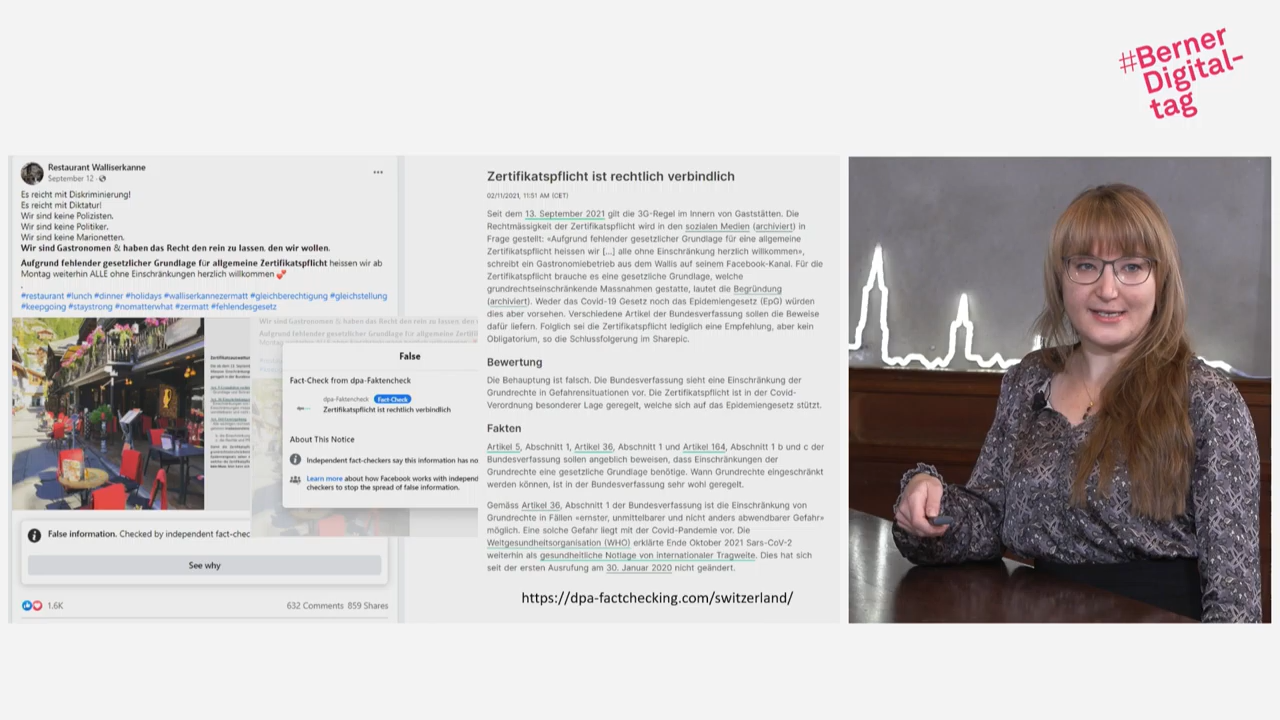 #Berner
Digital-
tag
Restaurant Walliserkanne
September 12 ·
Es reicht mit Diskriminierung!
Es reicht mit Diktatur!
Wir sind keine Polizisten.
Wir sind keine Politiker.
Wir sind keine Marionetten.
Wir sind Gastronomen & haben das Recht den rein zu lassen, den wir wollen.
Aufgrund fehlender gesetzlicher Grundlage für allgemeine Zertifikatspflicht heissen wir ab
Montag weiterhin ALLE ohne Einschränkungen herzlich willkommen 💕
.
#restaurant #lunch #dinner #holidays #walliserkannezermatt #gleichberechtigung #gleichstellung
#keepgoing #staystrong #nomatterwhat #zermatt #fehlendesgesetz
Wir sind Gastronomen & haben das Recht den rein zu lassen, den
Aufgrund fehlender gesetzlicher Grundlage für allgemeine
False
Fact-Check from dpa-Faktencheck
dpa-Faktencheck Fact-Check
dpa
Zertifikatspflicht ist rechtlich verbindlich
About This Notice
Independent fact-checkers say this information has no
Learn more about how Facebook works with independ
checkers to stop the spread of false information.
False information. Checked by independent fact-chec
See why
1.6K
632 Comments 859 Shares
Zertifikatspflicht ist rechtlich verbindlich
02/11/2021, 11:51 AM (CET)
Seit dem 13. September 2021 gilt die 3G-Regel im Innern von Gaststätten. Die
Rechtmässigkeit der Zertifikatspflicht wird in den sozialen Medien (archiviert) in
Frage gestellt: «Aufgrund fehlender gesetzlicher Grundlage für eine allgemeine
Zertifikatspflicht heissen wir [...] alle ohne Einschränkung herzlich willkommen»,
schreibt ein Gastronomiebetrieb aus dem Wallis auf seinem Facebook-Kanal. Für die
Zertifikatspflicht brauche es eine gesetzliche Grundlage, welche
grundrechtseinschränkende Massnahmen gestatte, lautet die Begründung
(archiviert). Weder das Covid-19 Gesetz noch das Epidemiengesetz (EpG) würden
dies aber vorsehen. Verschiedene Artikel der Bundesverfassung sollen die Beweise
dafür liefern. Folglich sei die Zertifikatspflicht lediglich eine Empfehlung, aber kein
Obligatorium, so die Schlussfolgerung im Sharepic.
Bewertung
Die Behauptung ist falsch. Die Bundesverfassung sieht eine Einschränkung der
Grundrechte in Gefahrensituationen vor. Die Zertifikatspflicht ist in der Covid-
Verordnung besonderer Lage geregelt, welche sich auf das Epidemiengesetz stützt.
Fakten
Artikel 5, Abschnitt 1, Artikel 36, Abschnitt 1 und Artikel 164, Abschnitt 1 b und c der
Bundesverfassung sollen angeblich beweisen, dass Einschränkungen der
Grundrechte eine gesetzliche Grundlage benötige. Wann Grundrechte eingeschränkt
werden können, ist in der Bundesverfassung sehr wohl geregelt.
Gemäss Artikel 36, Abschnitt 1 der Bundesverfassung ist die Einschränkung von
Grundrechte in Fällen «ernster, unmittelbarer und nicht anders abwendbarer Gefahr»
möglich. Eine solche Gefahr liegt mit der Covid-Pandemie vor. Die
Weltgesundheitsorganisation (WHO) erklärte Ende Oktober 2021 Sars-CoV-2
weiterhin als gesundheitliche Notlage von internationaler Tragweite. Dies hat sich
seit der ersten Ausrufung am 30. Januar 2020 nicht geändert.
https://dpa-factchecking.com/switzerland/